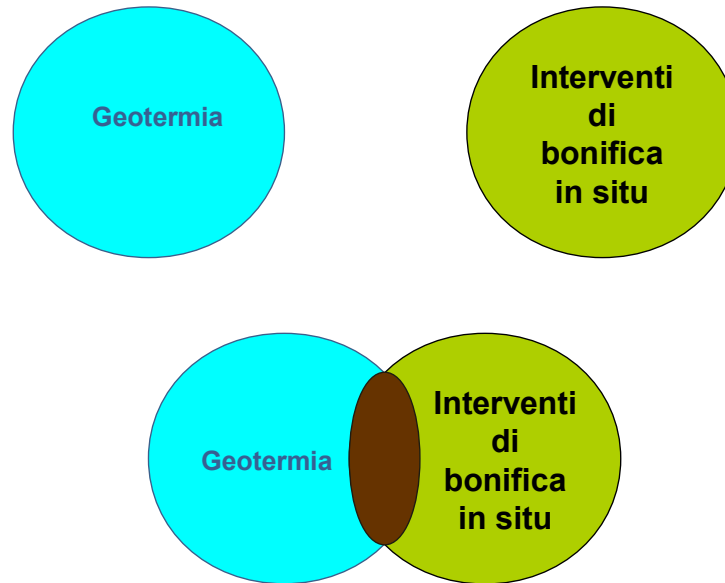 Geotermia
Interventi
di
bonifica
in situ
Geotermia
Interventi
di
bonifica
in situ